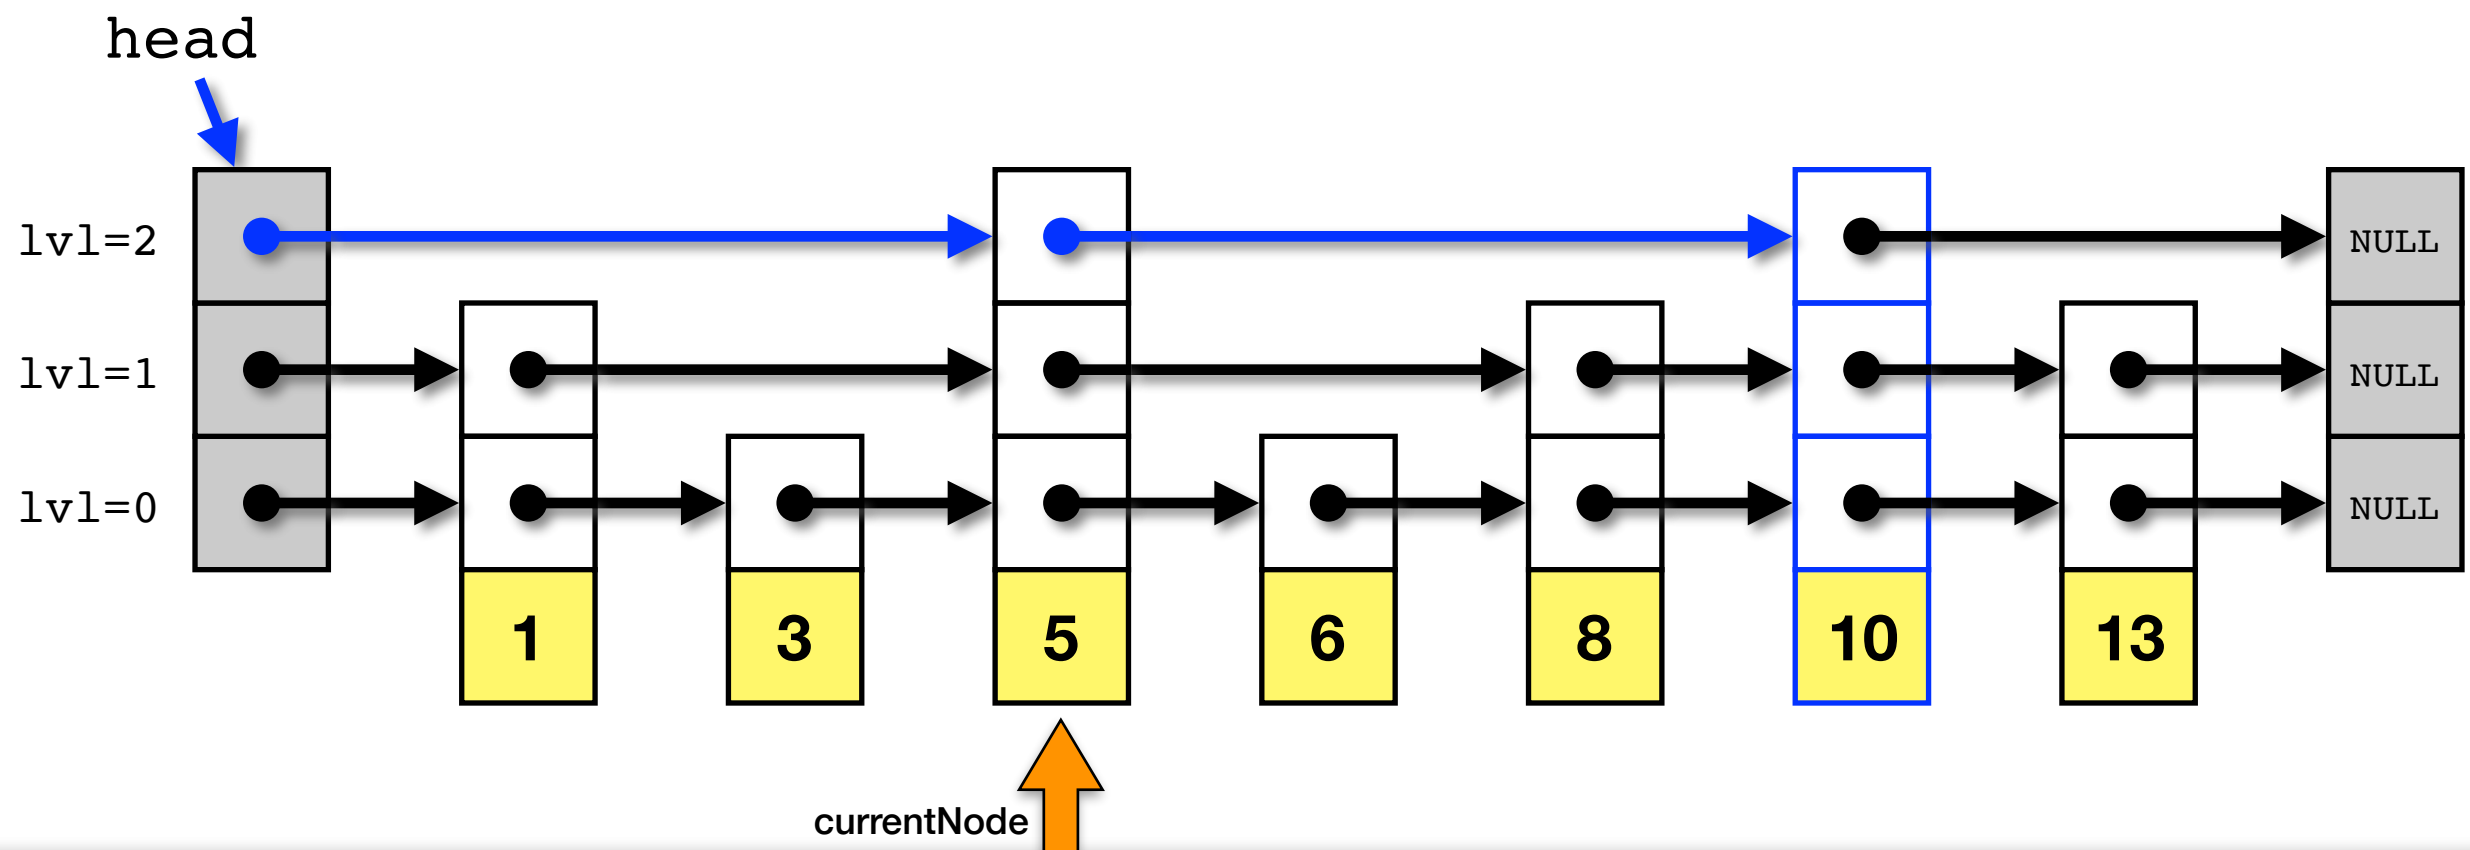 head
lvl=2 NULL
lvl=1 NULL
lvl=0 NULL
1 3 5 6 8 10 13
currentNode